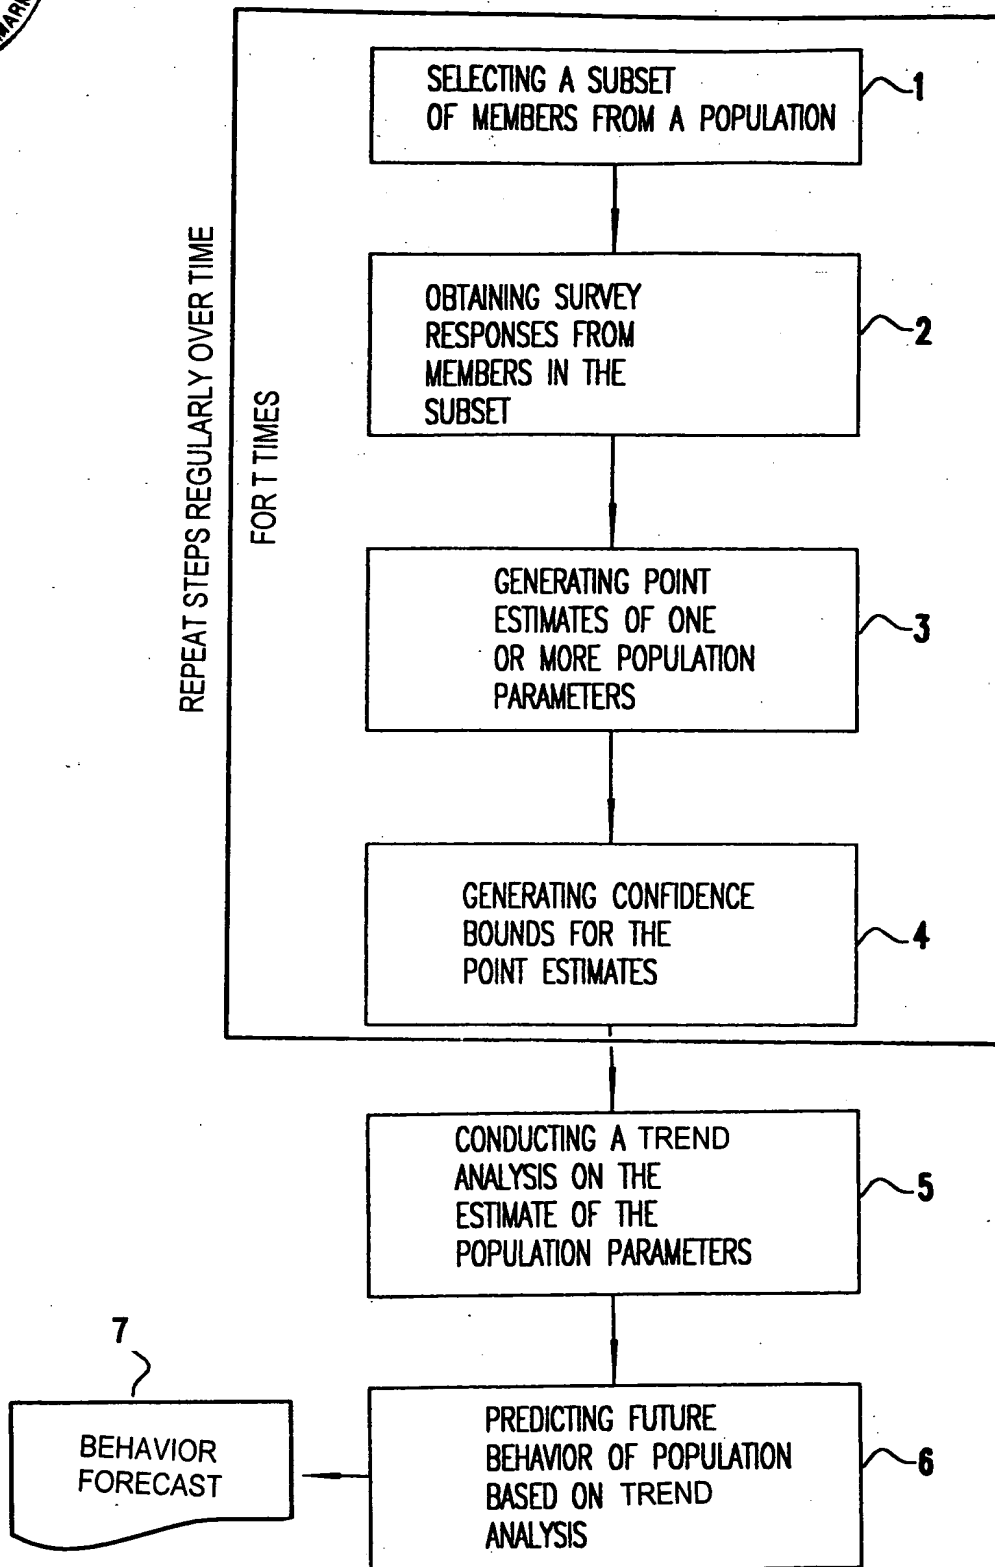 SELECTING A SUBSET
OF MEMBERS FROM A POPULATION
1
OBTAINING SURVEY
RESPONSES FROM
MEMBERS IN THE
SUBSET
2
REPEAT STEPS REGULARLY OVER TIME
FOR T TIMES
GENERATING POINT
ESTIMATES OF ONE
OR MORE POPULATION
PARAMETERS
3
GENERATING CONFIDENCE
BOUNDS FOR THE
POINT ESTIMATES
4
CONDUCTING A TREND
ANALYSIS ON THE
ESTIMATE OF THE
POPULATION PARAMETERS
5
PREDICTING FUTURE
BEHAVIOR OF POPULATION
BASED ON TREND
ANALYSIS
6
7
BEHAVIOR
FORECAST